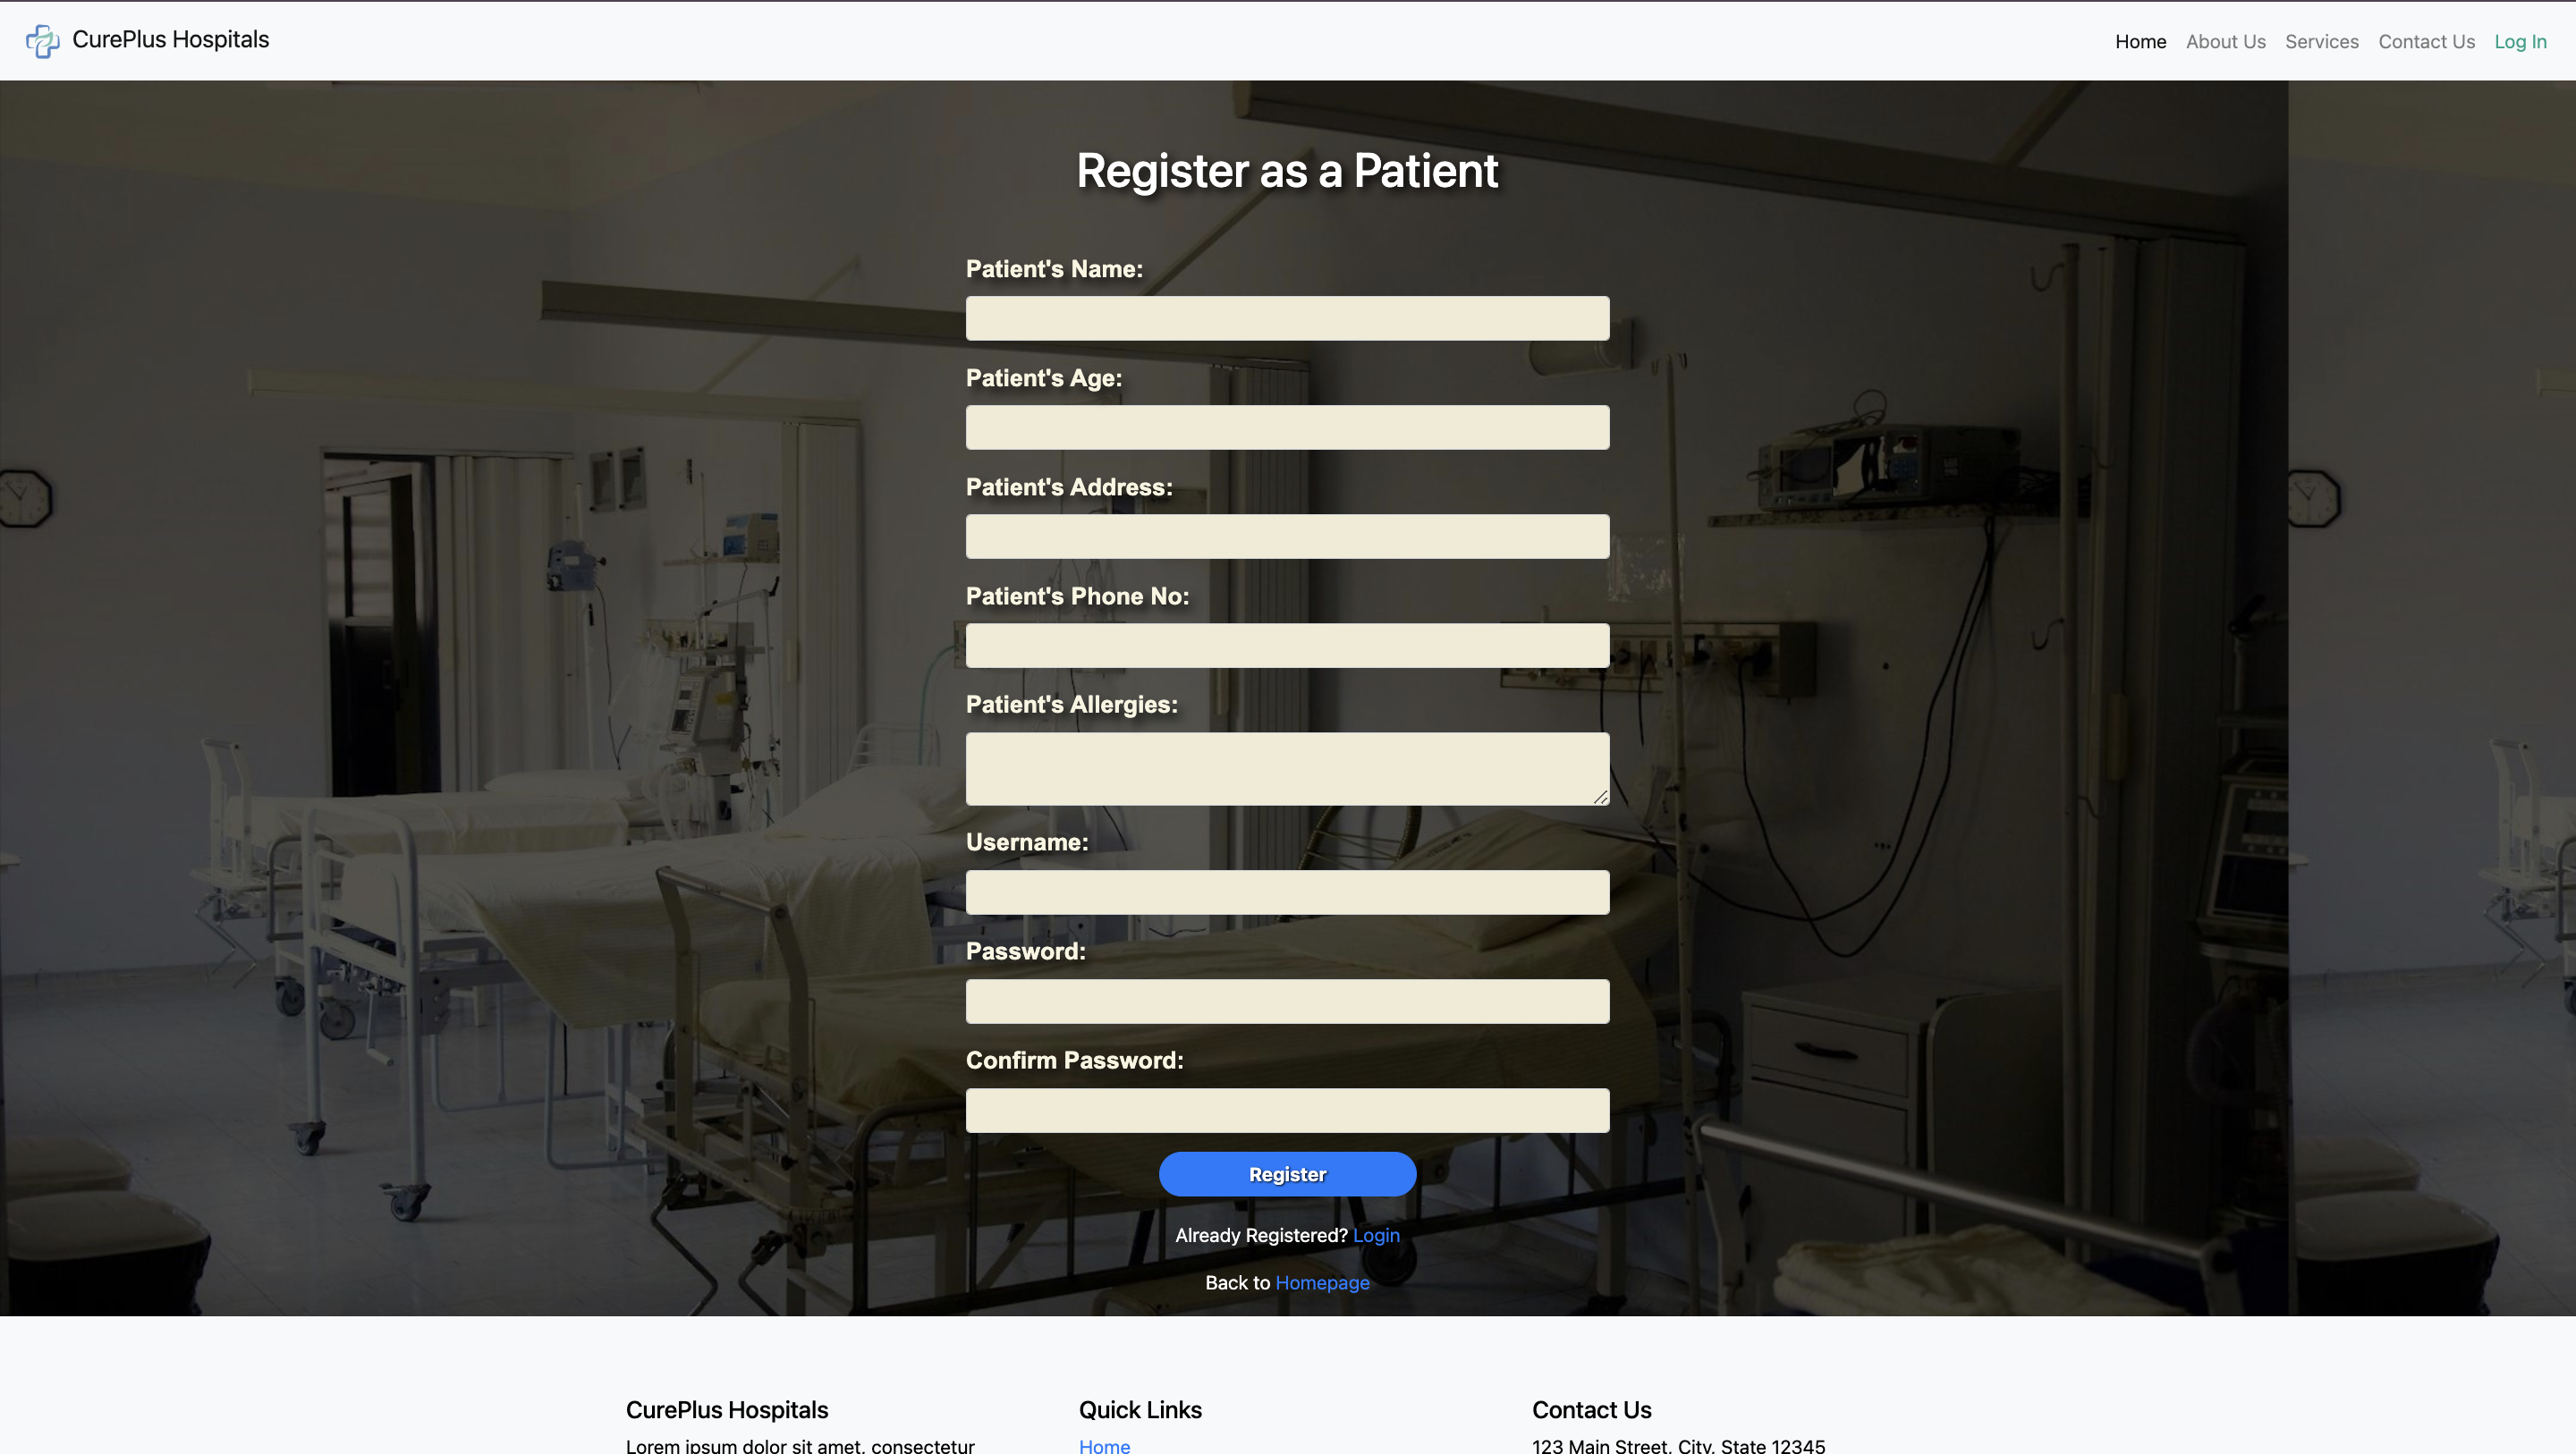 CurePlus Hospitals
Home About Us Services Contact Us Log In
Register as a Patient
Patient's Name:
Patient's Age:
Patient's Address:
Patient's Phone No:
Patient's Allergies:
Username:
Password:
Confirm Password:
Register
Already Registered? Login
Back to Homepage
CurePlus Hospitals
Lorem ipsum dolor sit amet, consectetur
Quick Links
Home
Contact Us
123 Main Street, City, State 12345